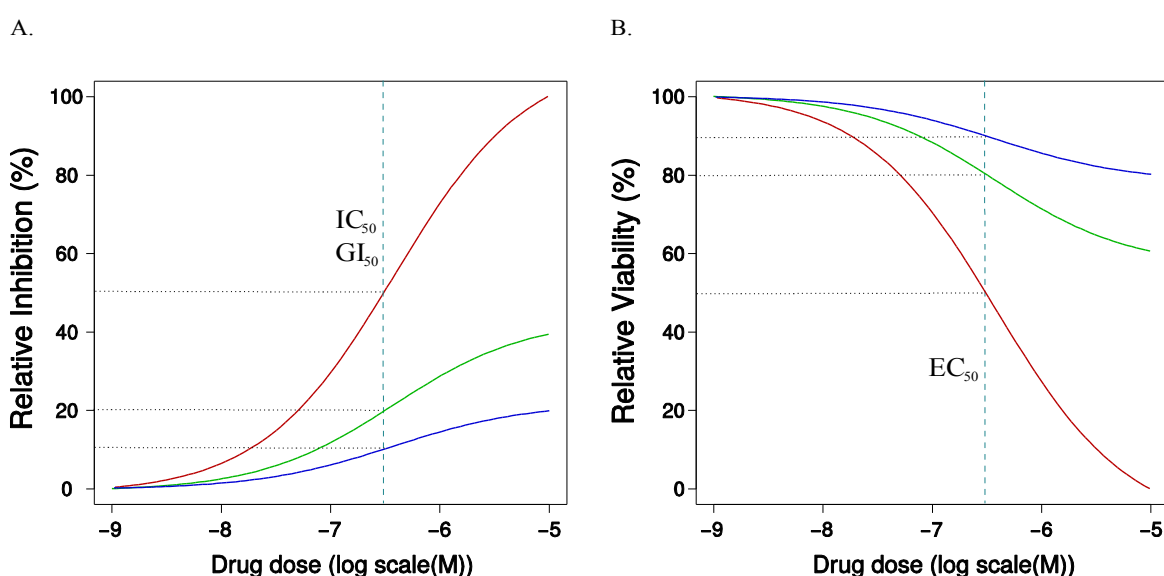 A.
B.
Relative Inhibition (%)
100
80
60
40
20
0
IC50
GI50
−9
−8
−7
−6
−5
Drug dose (log scale(M))
Relative Viability (%)
100
80
60
40
20
0
EC50
−9
−8
−7
−6
−5
Drug dose (log scale(M))